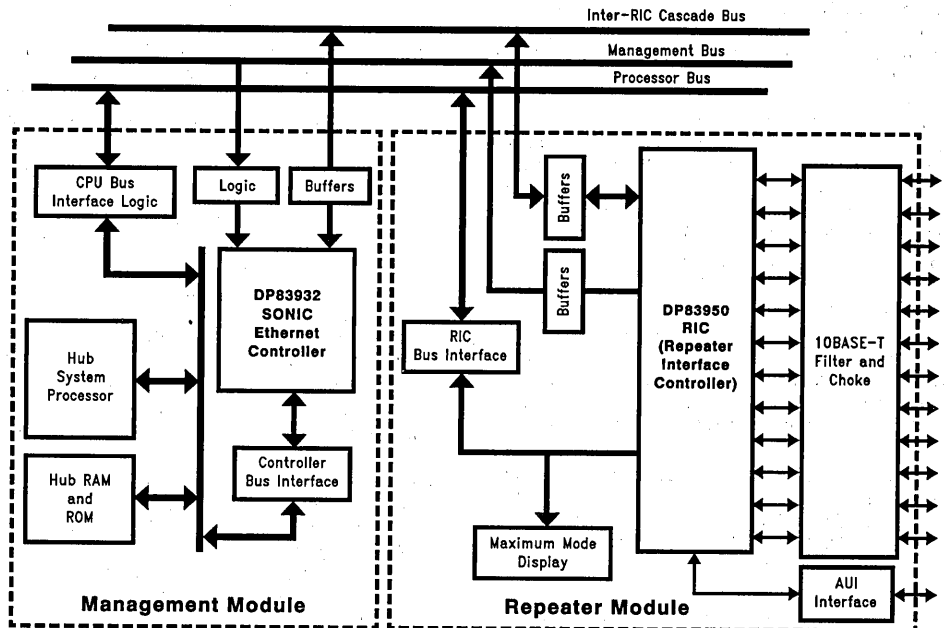 Inter-RIC Cascade Bus
Management Bus
Processor Bus
CPU Bus
Interface Logic
Logic
Buffers
DP83932
SONIC
Ethernet
Controller
Hub
System
Processor
Hub RAM
and
ROM
Controller
Bus Interface
Management Module
Buffers
Buffers
RIC
Bus Interface
DP83950
RIC
(Repeater
Interface
Controller)
10BASE-T
Filter and
Choke
Maximum Mode
Display
AUI
Interface
Repeater Module